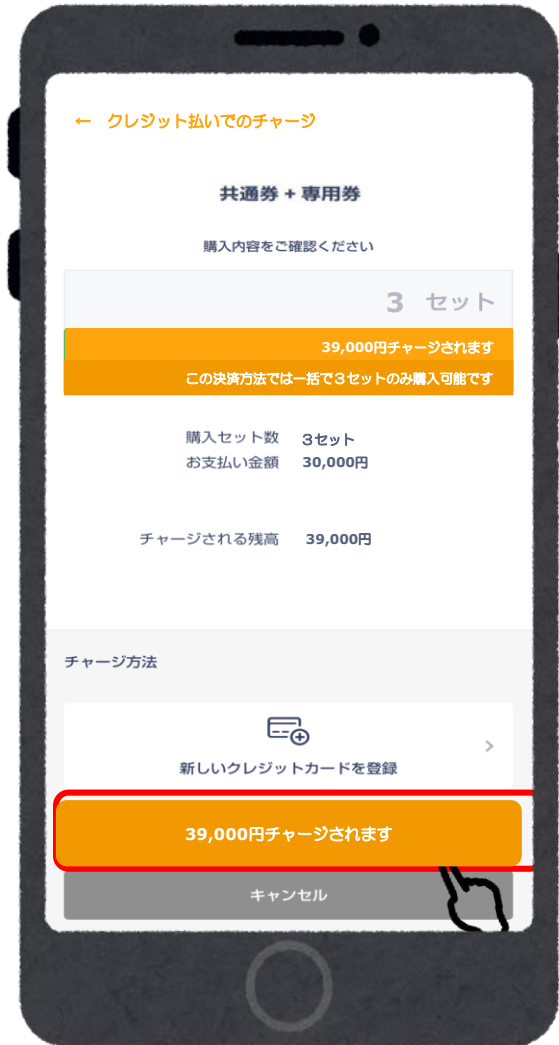 ← クレジット払いでのチャージ
共通券 + 専用券
購入内容をご確認ください
3 セット
39,000円チャージされます
この決済方法では一括で３セットのみ購入可能です
購入セット数 3セット
お支払い金額 30,000円
チャージされる残高 39,000円
チャージ方法
新しいクレジットカードを登録
39,000円チャージされます
キャンセル